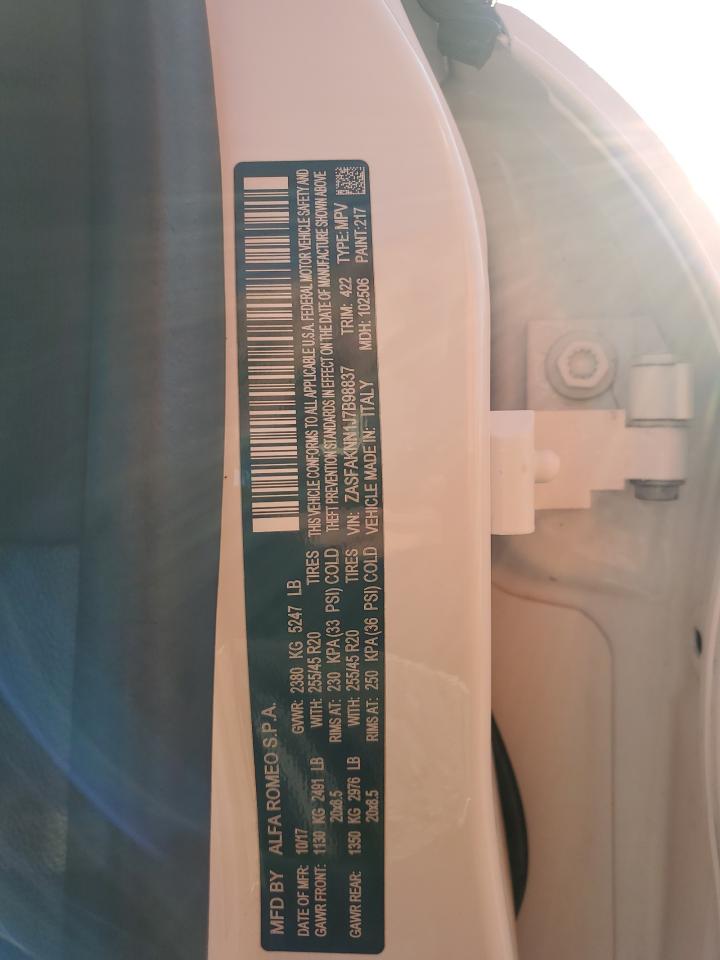 MFD BY ALFA ROMEO S.P.A.
DATE OF MFR: 10/17 GVWR: 2380 KG 5247 LB
GAWR FRONT: 1130 KG 2491 LB WITH: 255/45 R20 TIRES
20x8.5 RIMS AT: 230 KPA (33 PSI) COLD
GAWR REAR: 1350 KG 2976 LB WITH: 255/45 R20 TIRES
20x8.5 RIMS AT: 250 KPA (36 PSI) COLD
THIS VEHICLE CONFORMS TO ALL APPLICABLE U.S.A. FEDERAL MOTOR VEHICLE SAFETY AND
THEFT PREVENTION STANDARDS IN EFFECT ON THE DATE OF MANUFACTURE SHOWN ABOVE
VIN: ZASFAKNN1J7B98837 TRIM: 422 TYPE: MPV
VEHICLE MADE IN: ITALY MDH: 102506 PAINT: 217